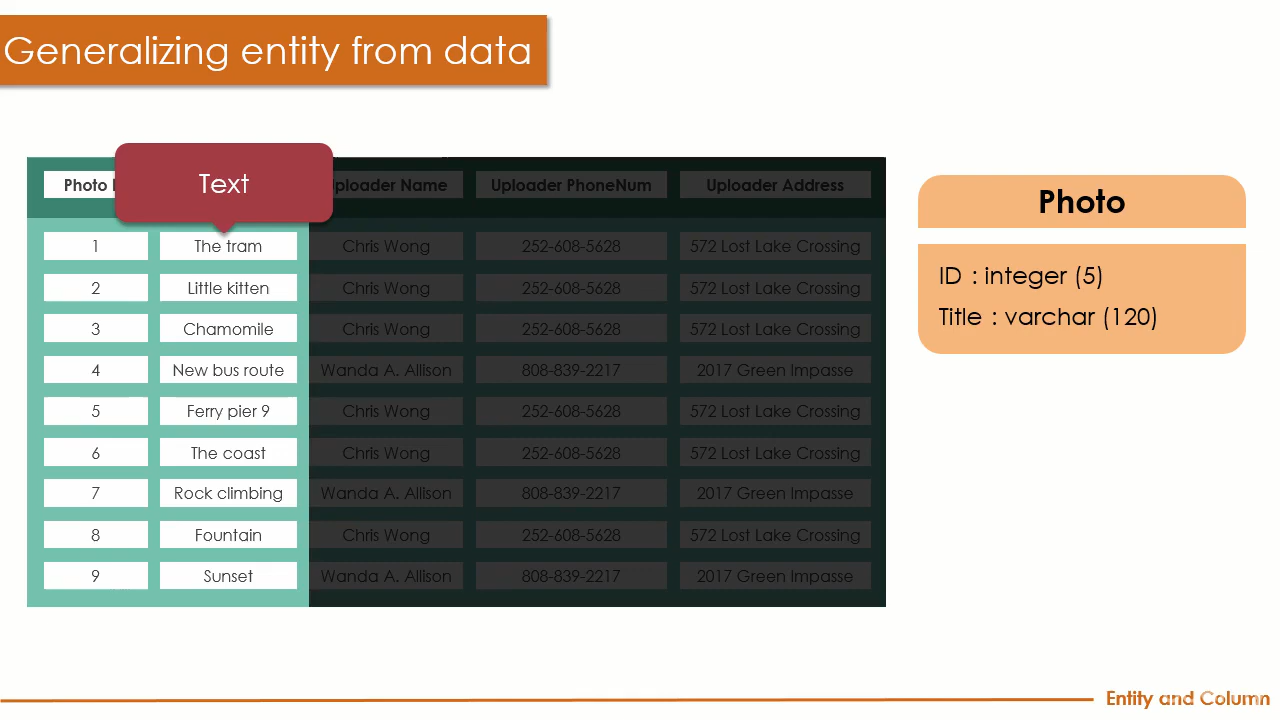 Generalizing entity from data
Text
Photo
Uploader Name
Uploader PhoneNum
Uploader Address
1 The tram Chris Wong 252-608-5628 572 Lost Lake Crossing
2 Little kitten Chris Wong 252-608-5628 572 Lost Lake Crossing
3 Chamomile Chris Wong 252-608-5628 572 Lost Lake Crossing
4 New bus route Wanda A. Allison 808-839-2217 2017 Green Impasse
5 Ferry pier 9 Chris Wong 252-608-5628 572 Lost Lake Crossing
6 The coast Chris Wong 252-608-5628 572 Lost Lake Crossing
7 Rock climbing Wanda A. Allison 808-839-2217 2017 Green Impasse
8 Fountain Chris Wong 252-608-5628 572 Lost Lake Crossing
9 Sunset Wanda A. Allison 808-839-2217 2017 Green Impasse
Photo
ID : integer (5)
Title : varchar (120)
Entity and Column